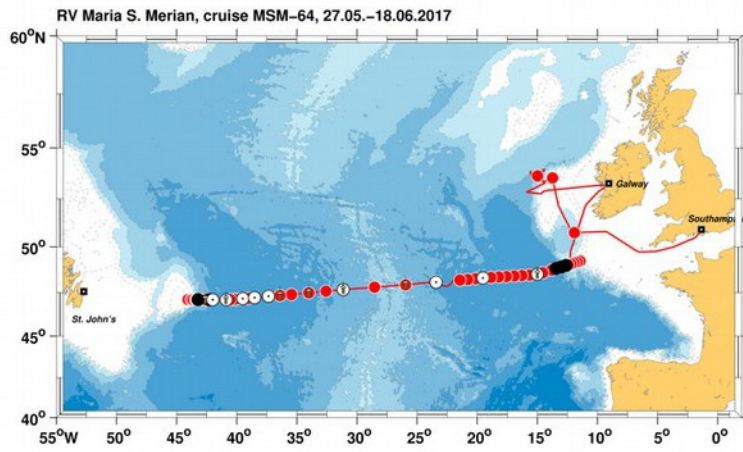 RV Maria S. Merian, cruise MSM−64, 27.05.−18.06.2017
60°N
55°
Galway
Southamp
50°
St. John's
45°
40°
55°W 50° 45° 40° 35° 30° 25° 20° 15° 10° 5° 0°